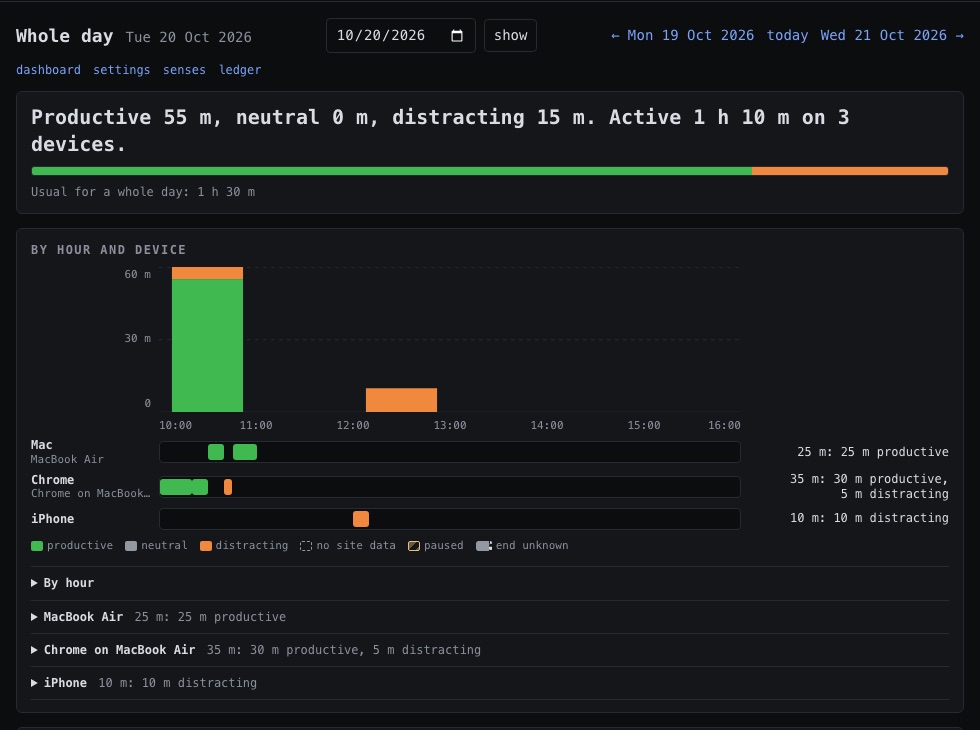 Whole day Tue 20 Oct 2026 10/20/2026 show ← Mon 19 Oct 2026 today Wed 21 Oct 2026 →
dashboard settings senses ledger
Productive 55 m, neutral 0 m, distracting 15 m. Active 1 h 10 m on 3
devices.
Usual for a whole day: 1 h 30 m
BY HOUR AND DEVICE
60 m
30 m
0
10:00 11:00 12:00 13:00 14:00 15:00 16:00
Mac
MacBook Air
25 m: 25 m productive
Chrome
Chrome on MacBook…
35 m: 30 m productive,
5 m distracting
iPhone
10 m: 10 m distracting
productive neutral distracting no site data paused end unknown
By hour
MacBook Air 25 m: 25 m productive
Chrome on MacBook Air 35 m: 30 m productive, 5 m distracting
iPhone 10 m: 10 m distracting